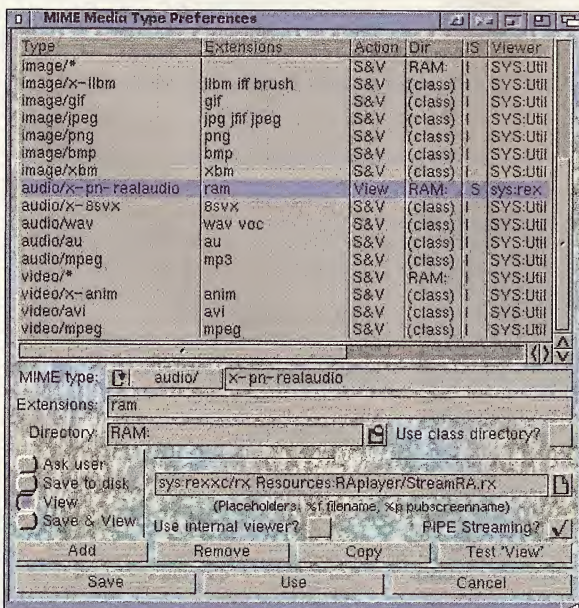 MIME Media Type Preferences
Type Extensions Action Dir IS Viewer
image/* S&V RAM: I SYS:Util
image/x-ilbm ilbm iff brush S&V (class) I SYS:Util
image/gif gif S&V (class) I SYS:Util
image/jpeg jpg jfif jpeg S&V (class) I SYS:Util
image/png png S&V (class) I SYS:Util
image/bmp bmp S&V (class) I SYS:Util
image/xbm xbm S&V (class) I SYS:Util
audio/x-pn-realaudio ram View RAM: S sys:rex
audio/x-8svx 8svx S&V (class) I SYS:Util
audio/wav wav voc S&V (class) I SYS:Util
audio/au au S&V (class) I SYS:Util
audio/mpeg mp3 S&V (class) I SYS:Util
video/* S&V RAM: I SYS:Util
video/x-anim anim S&V (class) I SYS:Util
video/avi avi S&V (class) I SYS:Util
video/mpeg mpeg S&V (class) I SYS:Util
MIME type: audio/ x-pn-realaudio
Extensions: ram
Directory: RAM: Use class directory?
Ask user
Save to disk sys:rexxc/rx Resources:RAplayer/StreamRA.rx
View (Placeholders: %f filename, %p pubscreenname)
Save & View Use internal viewer? PIPE Streaming?
Add Remove Copy Test "View"
Save Use Cancel